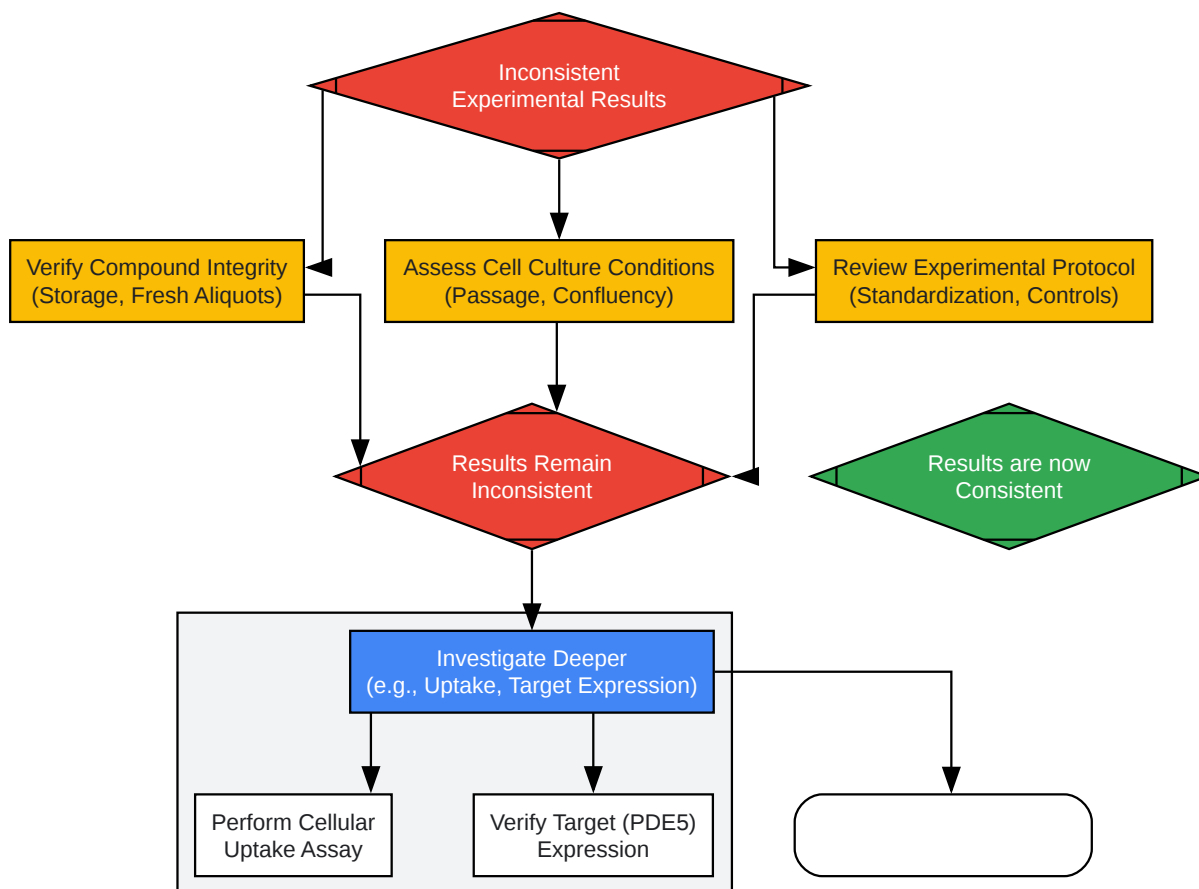 Inconsistent
Experimental Results
Verify Compound Integrity
(Storage, Fresh Aliquots)
Assess Cell Culture Conditions
(Passage, Confluency)
Review Experimental Protocol
(Standardization, Controls)
Results Remain
Inconsistent
Results are now
Consistent
Investigate Deeper
(e.g., Uptake, Target Expression)
Perform Cellular
Uptake Assay
Verify Target (PDE5)
Expression